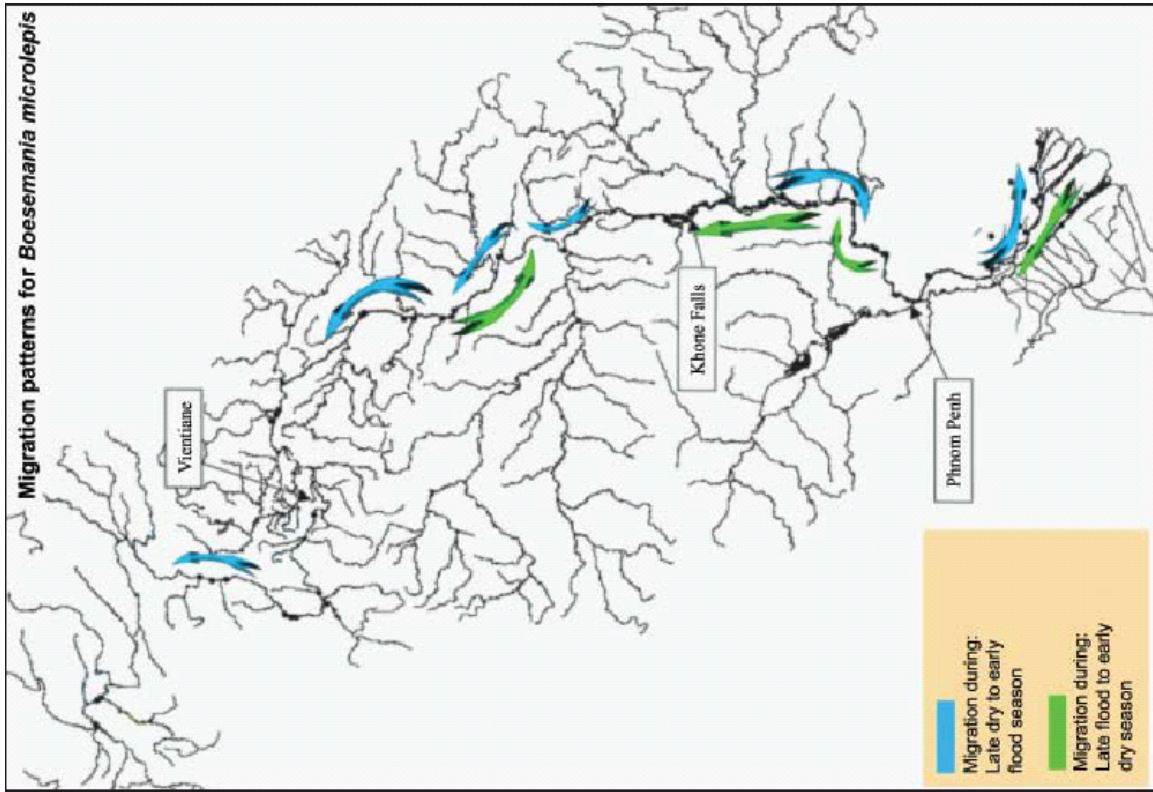 Migration patterns for Boesemania microlepis
Vientiane
Khone Falls
Phnom Penh
Migration during:
Late dry to early
flood season
Migration during:
Late flood to early
dry season